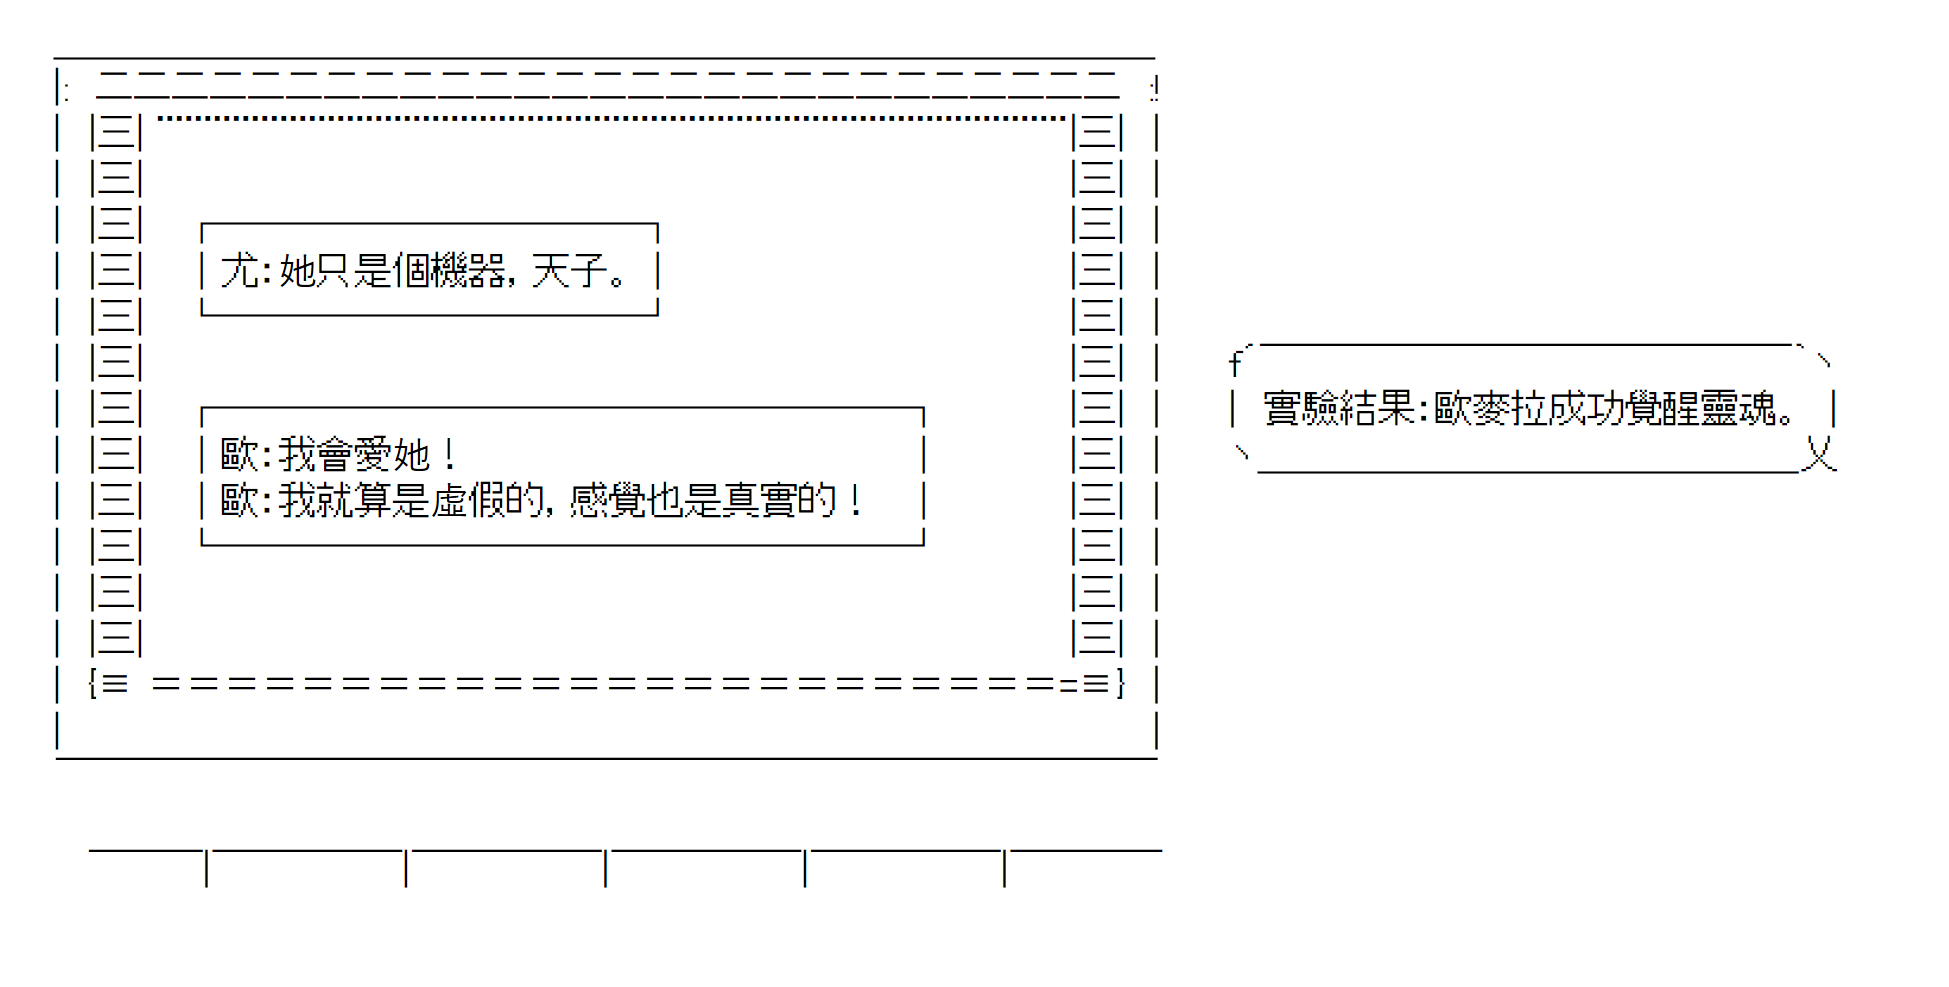 尤：她只是個機器，天子。
歐：我會愛她！
歐：我就算是虛假的，感覺也是真實的！
實驗結果：歐麥拉成功覺醒靈魂。